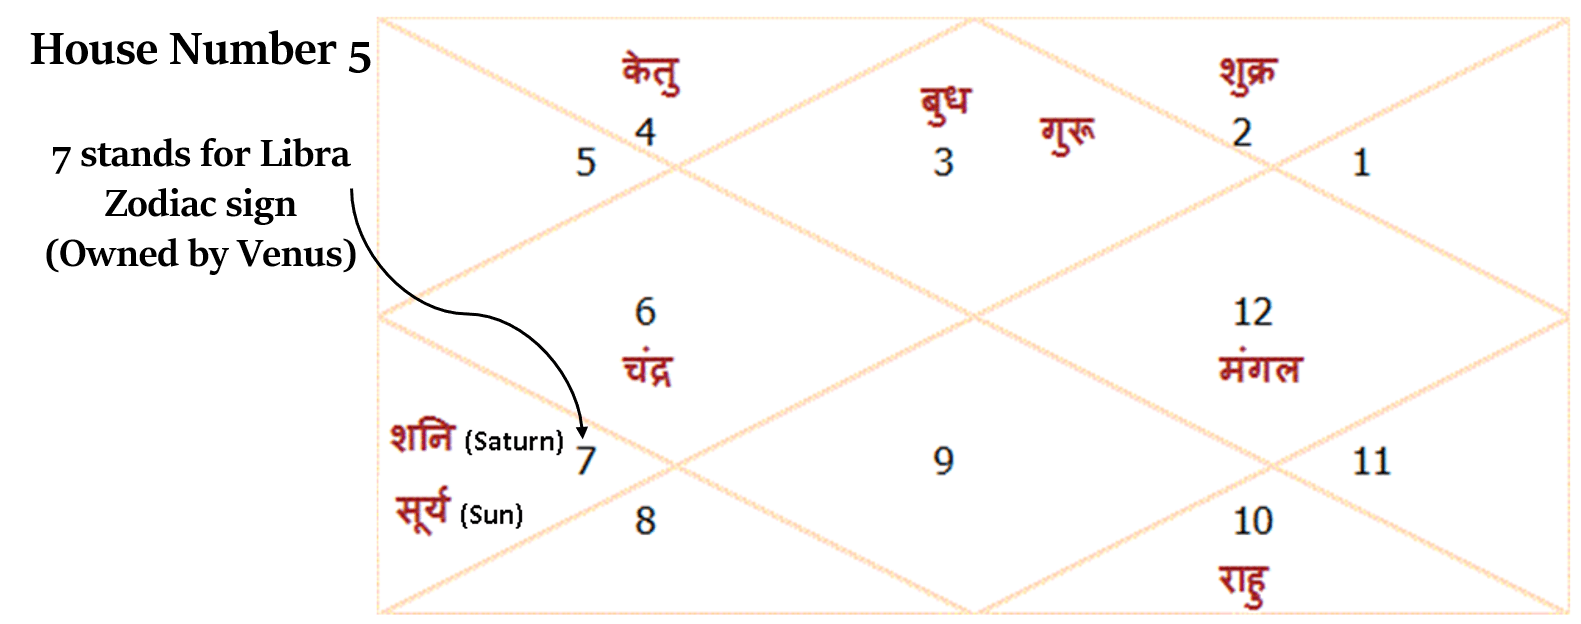 House Number 5
7 stands for Libra
Zodiac sign
(Owned by Venus)
केतु
4
5
बुध
गुरू
3
शुक्र
2
1
6
चंद्र
12
मंगल
शनि (Saturn)
7
सूर्य (Sun)
8
9
11
10
राहु